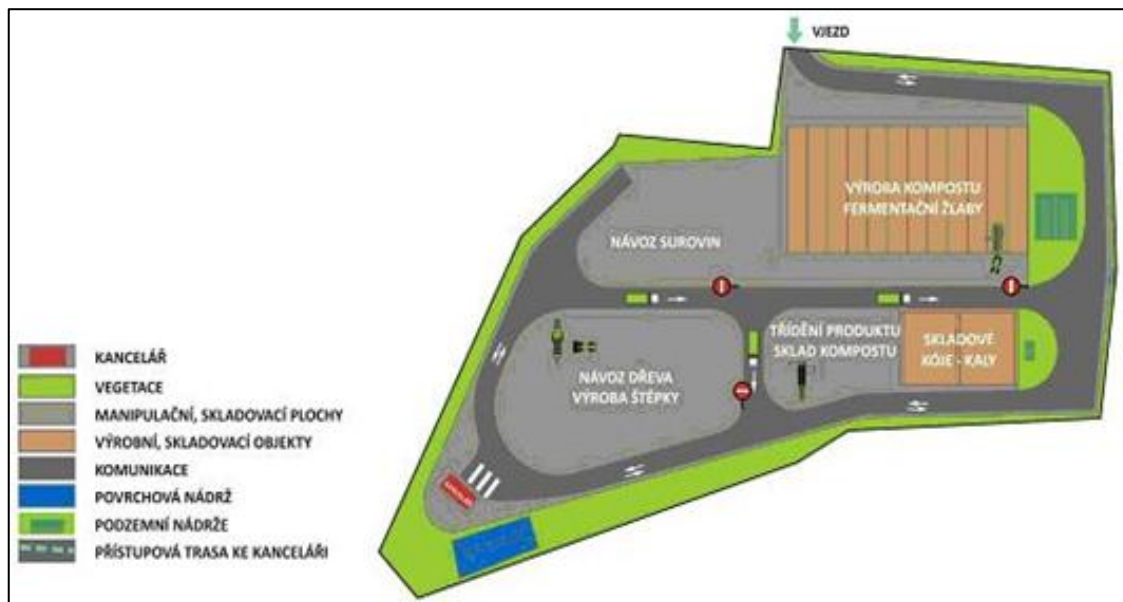 VJEZD
VÝROBA KOMPOSTU
FERMENTAČNÍ ŽLABY
NÁVOZ SUROVIN
TŘÍDĚNÍ PRODUKTU
SKLAD KOMPOSTU
SKLADOVÉ
KÓJE - KALY
NÁVOZ DŘEVA
VÝROBA ŠTĚPKY
KANCELÁŘ
KANCELÁŘ
VEGETACE
MANIPULAČNÍ, SKLADOVACÍ PLOCHY
VÝROBNÍ, SKLADOVACÍ OBJEKTY
KOMUNIKACE
POVRCHOVÁ NÁDRŽ
PODZEMNÍ NÁDRŽE
PŘÍSTUPOVÁ TRASA KE KANCELÁŘI